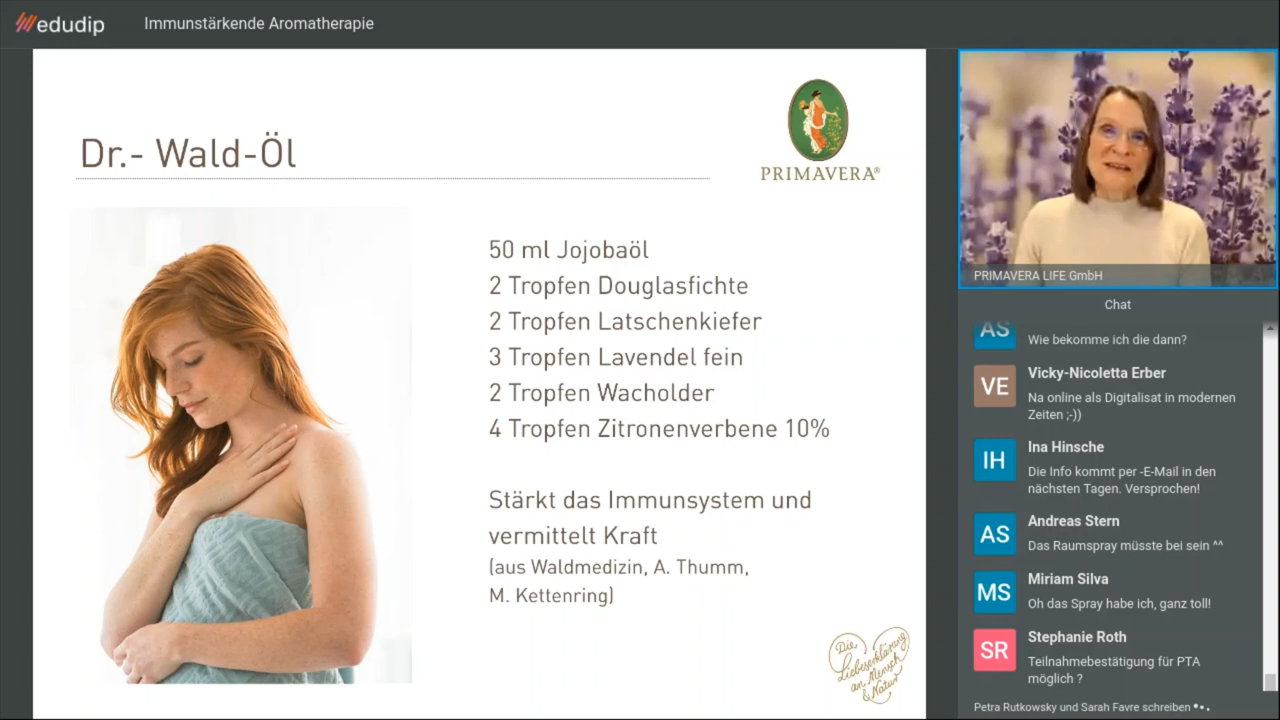 edudip
Immunstärkende Aromatherapie
Dr.- Wald-Öl
PRIMAVERA®
50 ml Jojobaöl
2 Tropfen Douglasfichte
2 Tropfen Latschenkiefer
3 Tropfen Lavendel fein
2 Tropfen Wacholder
4 Tropfen Zitronenverbene 10%
Stärkt das Immunsystem und
vermittelt Kraft
(aus Waldmedizin, A. Thumm,
M. Kettenring)
Die
Liebeserklärung
an Mensch
& Natur
PRIMAVERA LIFE GmbH
Chat
AS
Wie bekomme ich die dann?
VE
Vicky-Nicoletta Erber
Na online als Digitalisat in modernen
Zeiten ;-))
IH
Ina Hinsche
Die Info kommt per -E-Mail in den
nächsten Tagen. Versprochen!
AS
Andreas Stern
Das Raumspray müsste bei sein ^^
MS
Miriam Silva
Oh das Spray habe ich, ganz toll!
SR
Stephanie Roth
Teilnahmebestätigung für PTA
möglich ?
Petra Rutkowsky und Sarah Favre schreiben